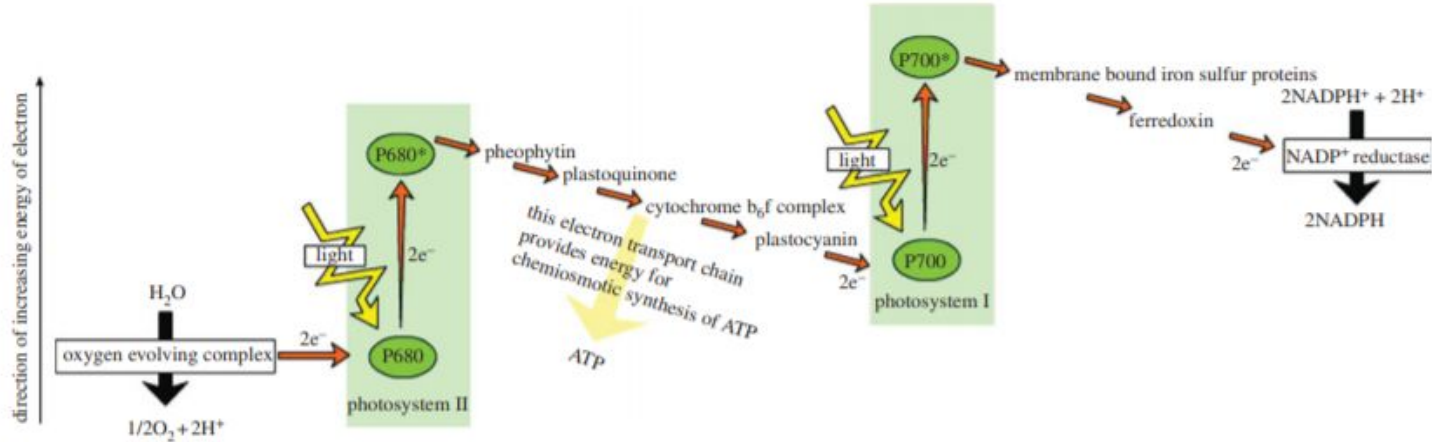 direction of increasing energy of electron
H₂O
oxygen evolving complex
1/2O₂ + 2H⁺
2e⁻
light
P680*
2e⁻
P680
photosystem II
pheophytin
plastoquinone
cytochrome b₆f complex
plastocyanin
2e⁻
this electron transport chain
provides energy for
chemiosmotic synthesis of ATP
ATP
light
P700*
2e⁻
P700
photosystem I
membrane bound iron sulfur proteins
ferredoxin
2e⁻
2NADPH⁺ + 2H⁺
NADP⁺ reductase
2NADPH